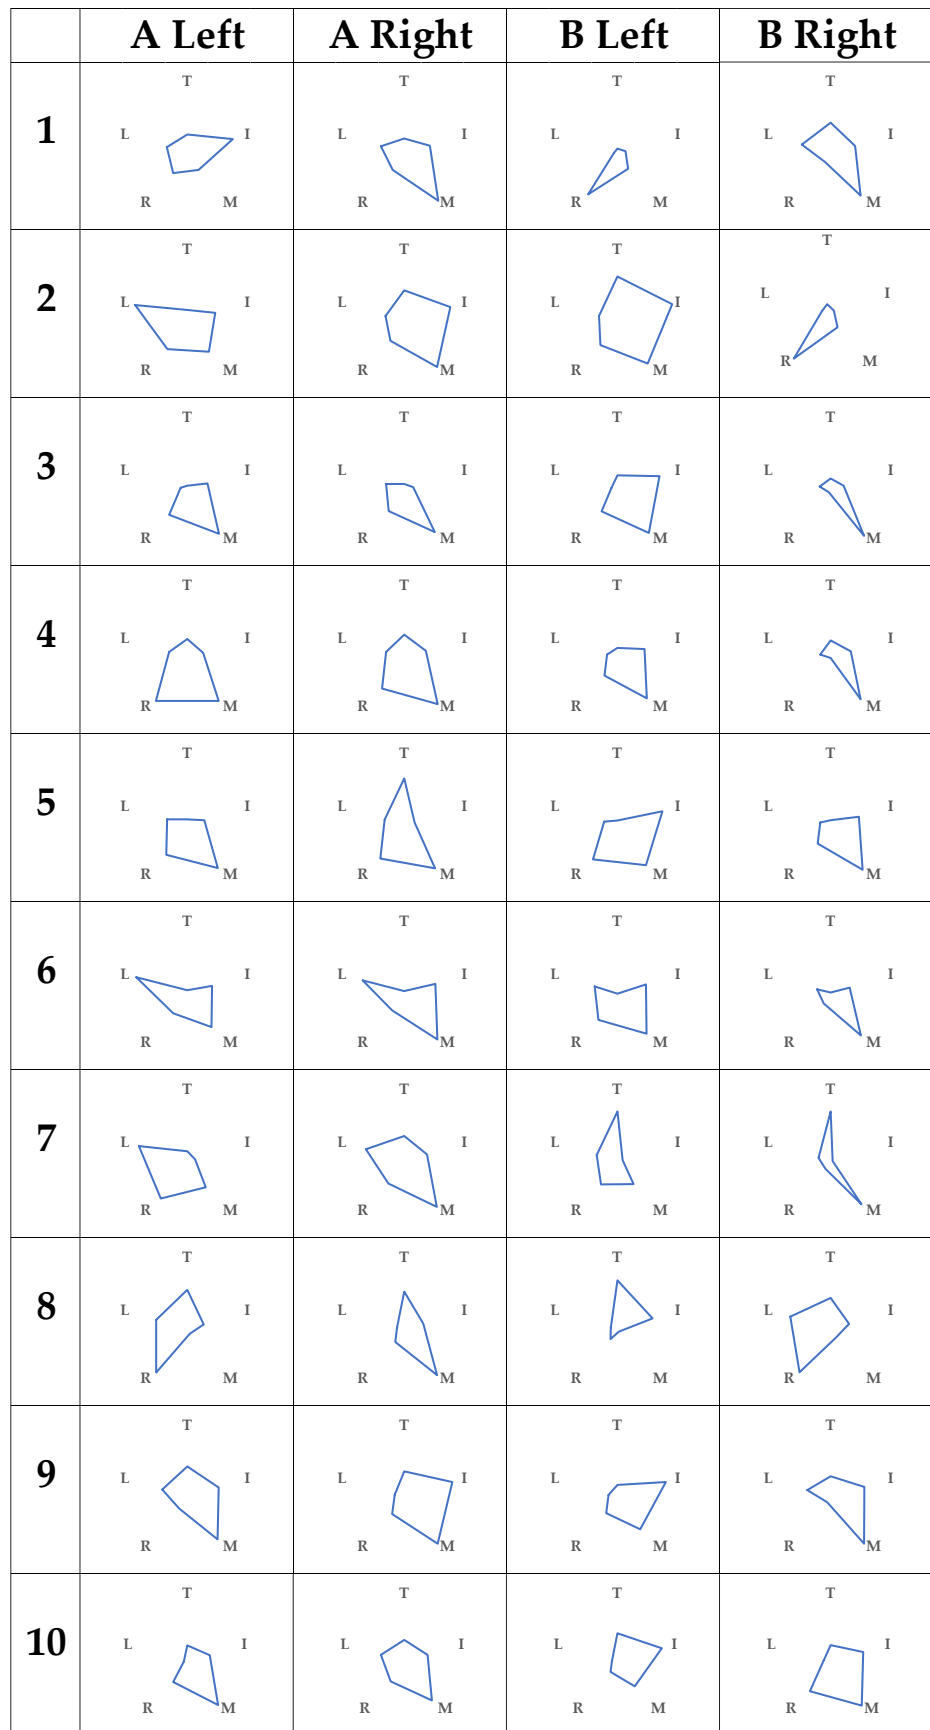 A Left A Right B Left B Right
T T T T
1 L I L I L I L I
R M R M R M R M
T T T T
2 L I L I L I L I
R M R M R M R M
T T T T
3 L I L I L I L I
R M R M R M R M
T T T T
4 L I L I L I L I
R M R M R M R M
T T T T
5 L I L I L I L I
R M R M R M R M
T T T T
6 L I L I L I L I
R M R M R M R M
T T T T
7 L I L I L I L I
R M R M R M R M
T T T T
8 L I L I L I L I
R M R M R M R M
T T T T
9 L I L I L I L I
R M R M R M R M
T T T T
10 L I L I L I L I
R M R M R M R M